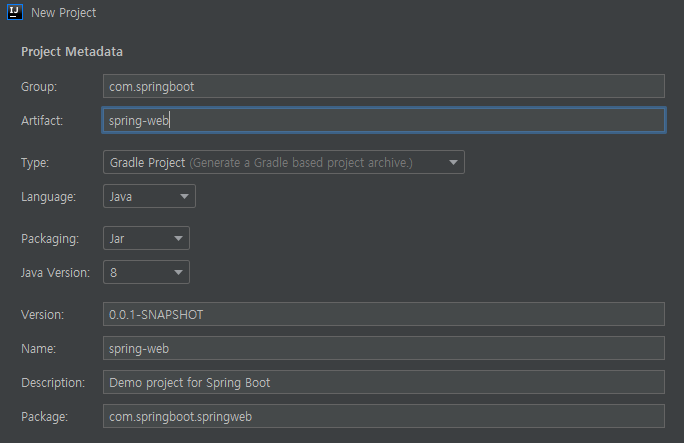 IJ New Project
Project Metadata
Group: com.springboot
Artifact: spring-web
Type: Gradle Project (Generate a Gradle based project archive.)
Language: Java
Packaging: Jar
Java Version: 8
Version: 0.0.1-SNAPSHOT
Name: spring-web
Description: Demo project for Spring Boot
Package: com.springboot.springweb